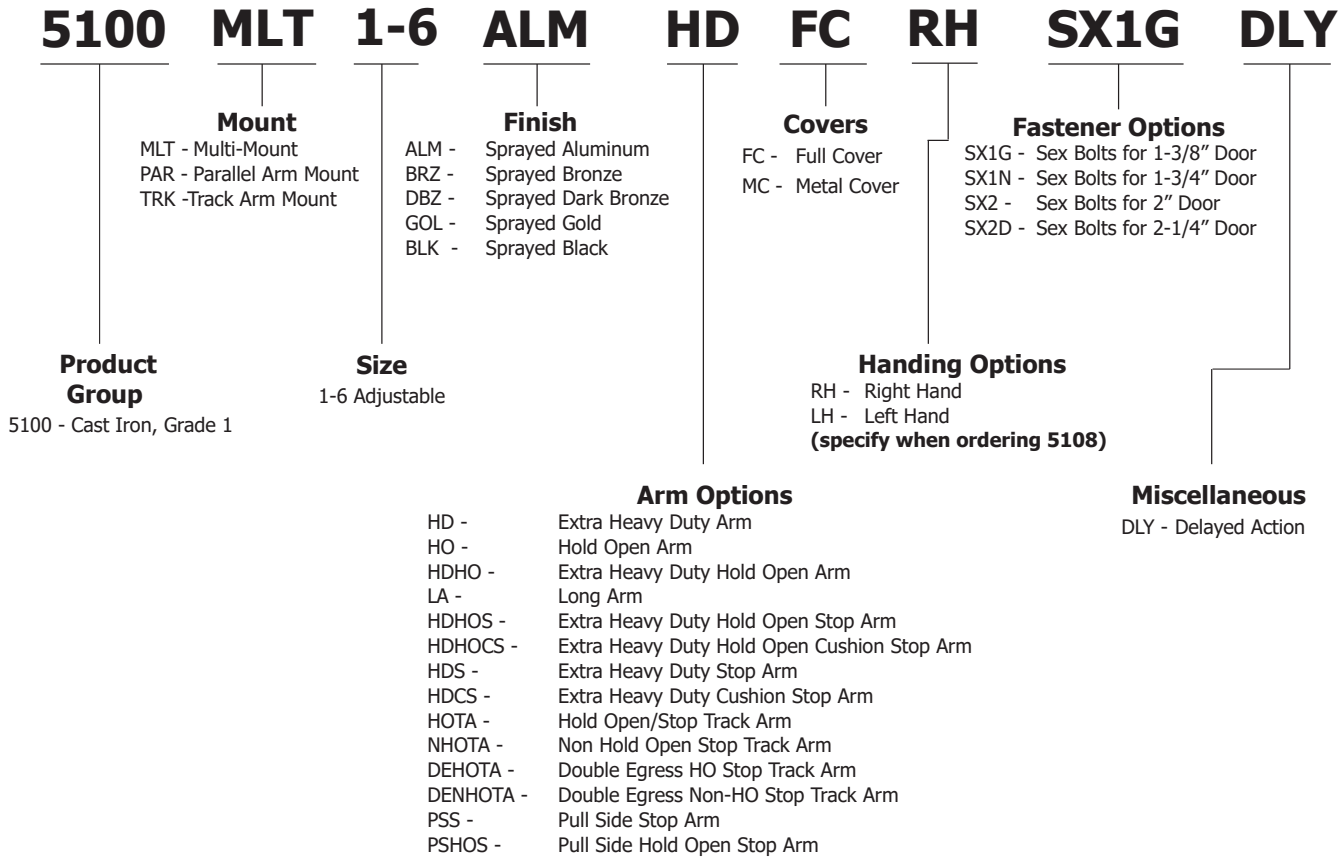 5100 MLT 1-6 ALM HD FC RH SX1G DLY
Mount
MLT - Multi-Mount
PAR - Parallel Arm Mount
TRK -Track Arm Mount
Finish
ALM - Sprayed Aluminum
BRZ - Sprayed Bronze
DBZ - Sprayed Dark Bronze
GOL - Sprayed Gold
BLK - Sprayed Black
Covers
FC - Full Cover
MC - Metal Cover
Fastener Options
SX1G - Sex Bolts for 1-3/8” Door
SX1N - Sex Bolts for 1-3/4” Door
SX2 - Sex Bolts for 2” Door
SX2D - Sex Bolts for 2-1/4” Door
Product
Group
5100 - Cast Iron, Grade 1
Size
1-6 Adjustable
Handing Options
RH - Right Hand
LH - Left Hand
(specify when ordering 5108)
Arm Options
HD - Extra Heavy Duty Arm
HO - Hold Open Arm
HDHO - Extra Heavy Duty Hold Open Arm
LA - Long Arm
HDHOS - Extra Heavy Duty Hold Open Stop Arm
HDHOCS - Extra Heavy Duty Hold Open Cushion Stop Arm
HDS - Extra Heavy Duty Stop Arm
HDCS - Extra Heavy Duty Cushion Stop Arm
HOTA - Hold Open/Stop Track Arm
NHOTA - Non Hold Open Stop Track Arm
DEHOTA - Double Egress HO Stop Track Arm
DENHOTA - Double Egress Non-HO Stop Track Arm
PSS - Pull Side Stop Arm
PSHOS - Pull Side Hold Open Stop Arm
Miscellaneous
DLY - Delayed Action